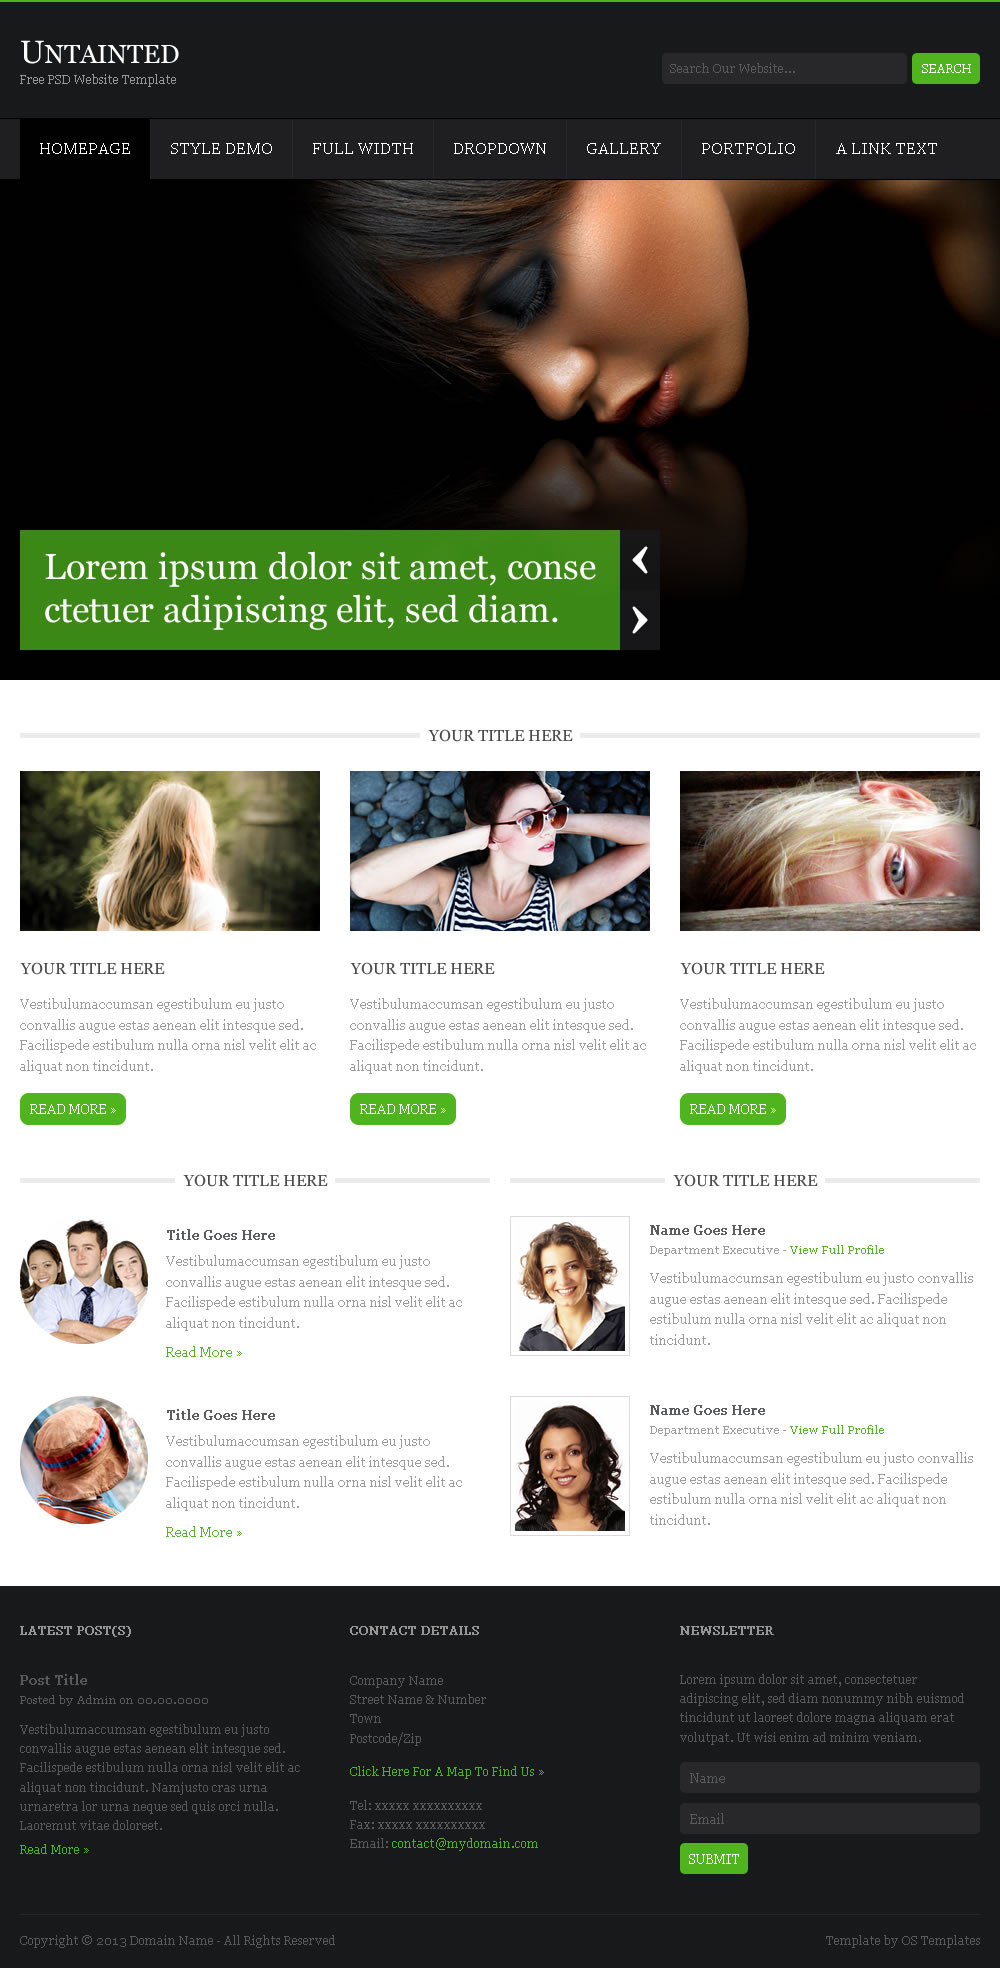 UNTAINTED
Free PSD Website Template
Search Our Website...
SEARCH
HOMEPAGE
STYLE DEMO
FULL WIDTH
DROPDOWN
GALLERY
PORTFOLIO
A LINK TEXT
Lorem ipsum dolor sit amet, conse
ctetuer adipiscing elit, sed diam.
YOUR TITLE HERE
YOUR TITLE HERE
Vestibulumaccumsan egestibulum eu justo
convallis augue estas aenean elit intesque sed.
Facilispede estibulum nulla orna nisl velit elit ac
aliquat non tincidunt.
READ MORE »
YOUR TITLE HERE
Vestibulumaccumsan egestibulum eu justo
convallis augue estas aenean elit intesque sed.
Facilispede estibulum nulla orna nisl velit elit ac
aliquat non tincidunt.
READ MORE »
YOUR TITLE HERE
Vestibulumaccumsan egestibulum eu justo
convallis augue estas aenean elit intesque sed.
Facilispede estibulum nulla orna nisl velit elit ac
aliquat non tincidunt.
READ MORE »
YOUR TITLE HERE
Title Goes Here
Vestibulumaccumsan egestibulum eu justo
convallis augue estas aenean elit intesque sed.
Facilispede estibulum nulla orna nisl velit elit ac
aliquat non tincidunt.
Read More »
Title Goes Here
Vestibulumaccumsan egestibulum eu justo
convallis augue estas aenean elit intesque sed.
Facilispede estibulum nulla orna nisl velit elit ac
aliquat non tincidunt.
Read More »
YOUR TITLE HERE
Name Goes Here
Department Executive - View Full Profile
Vestibulumaccumsan egestibulum eu justo convallis
augue estas aenean elit intesque sed. Facilispede
estibulum nulla orna nisl velit elit ac aliquat non
tincidunt.
Name Goes Here
Department Executive - View Full Profile
Vestibulumaccumsan egestibulum eu justo convallis
augue estas aenean elit intesque sed. Facilispede
estibulum nulla orna nisl velit elit ac aliquat non
tincidunt.
LATEST POST(S)
Post Title
Posted by Admin on 00.00.0000
Vestibulumaccumsan egestibulum eu justo
convallis augue estas aenean elit intesque sed.
Facilispede estibulum nulla orna nisl velit elit ac
aliquat non tincidunt. Namjusto cras urna
urnaretra lor urna neque sed quis orci nulla.
Laoremut vitae doloreet.
Read More »
CONTACT DETAILS
Company Name
Street Name & Number
Town
Postcode/Zip
Click Here For A Map To Find Us »
Tel: xxxxx xxxxxxxxxx
Fax: xxxxx xxxxxxxxxx
Email: contact@mydomain.com
NEWSLETTER
Lorem ipsum dolor sit amet, consectetuer
adipiscing elit, sed diam nonummy nibh euismod
tincidunt ut laoreet dolore magna aliquam erat
volutpat. Ut wisi enim ad minim veniam.
Name
Email
SUBMIT
Copyright © 2013 Domain Name - All Rights Reserved
Template by OS Templates